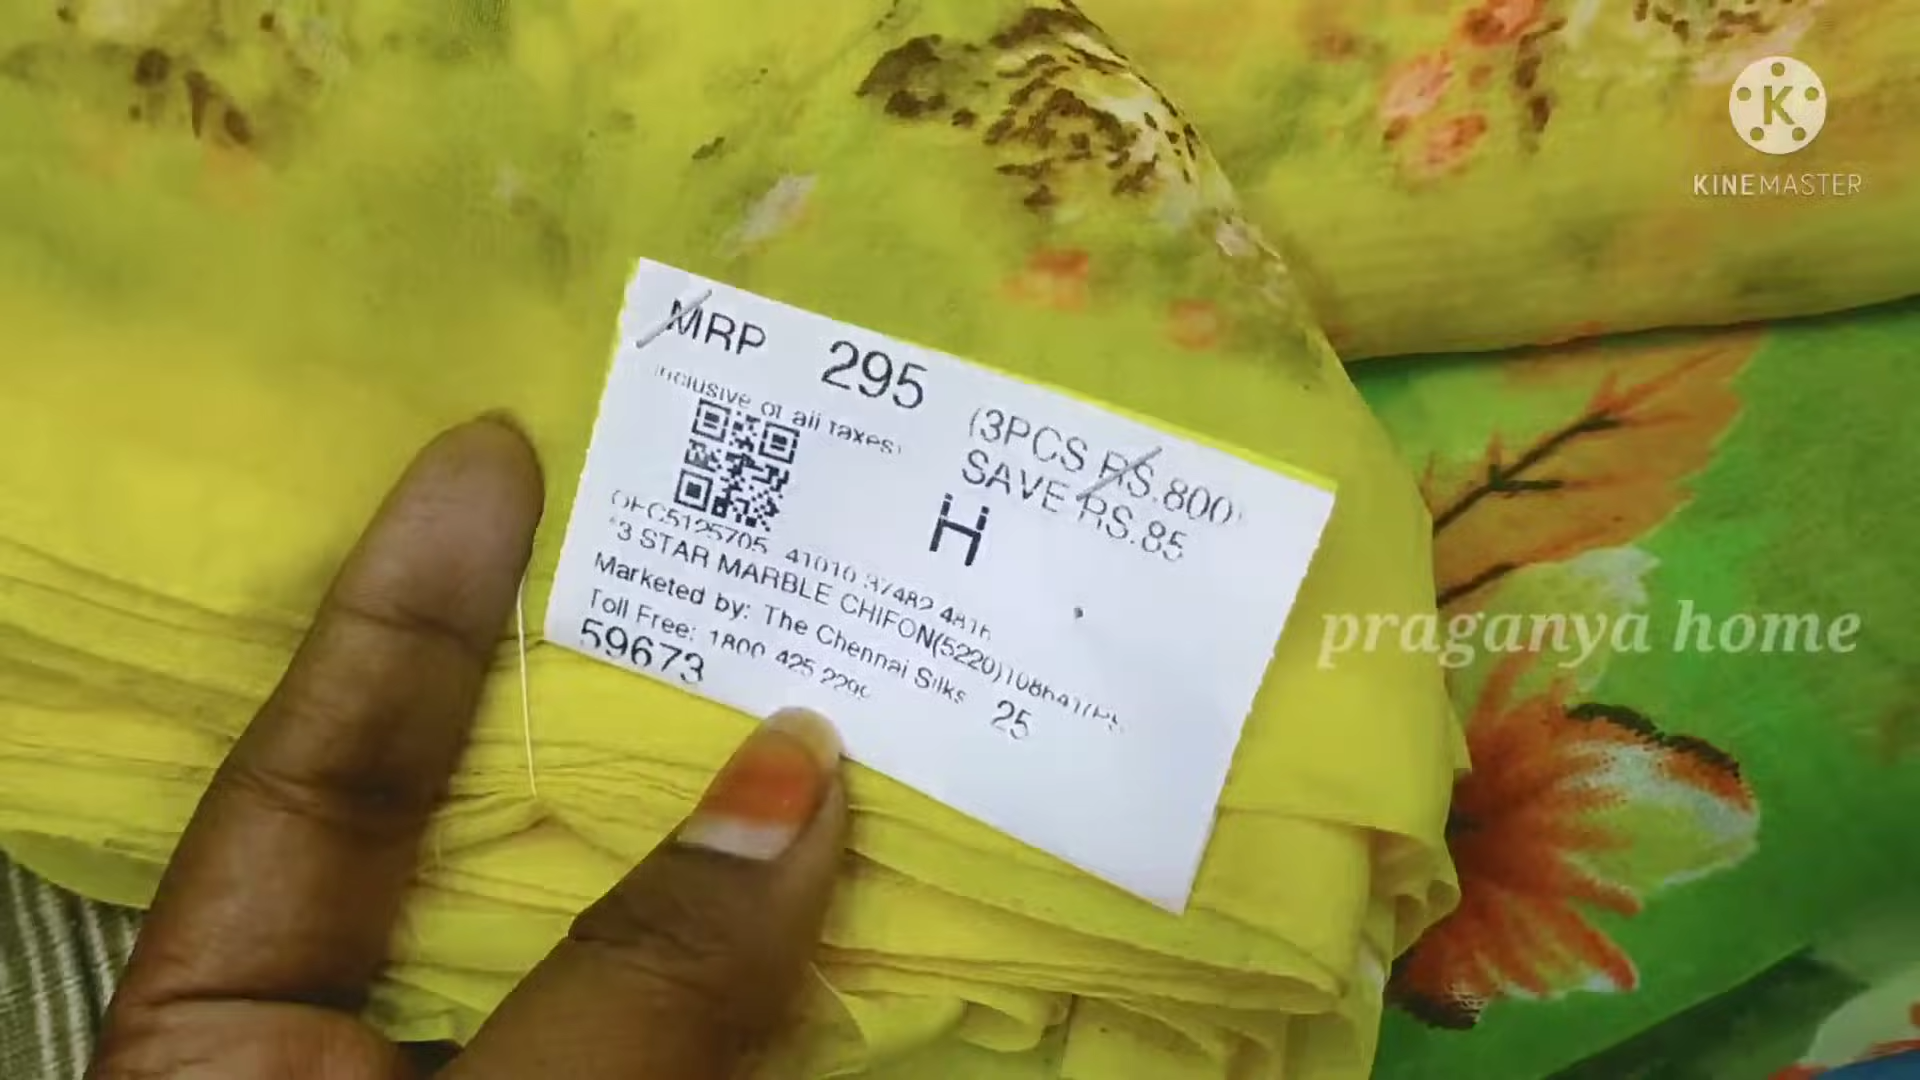 KINEMASTER
MRP 295
Inclusive of all taxes
(3PCS RS.800)
SAVE RS.85
H
*3 STAR MARBLE CHIFON(5220)
Marketed by: The Chennai Silks
Toll Free: 1800 425
59673
25
praganya home